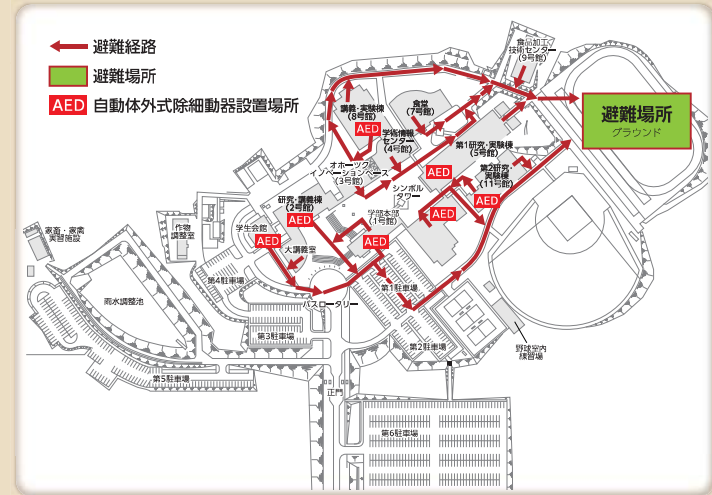 避難経路
避難場所
AED 自動体外式除細動器設置場所
食品加工
技術センター
(9号館)
避難場所
グラウンド
講義・実験棟
(8号館)
AED
食堂
(7号館)
学術情報
センター
(4号館)
第1研究・実験棟
(5号館)
オホーツク
イノベーションベース
(3号館)
AED
第2研究・
実験棟
(11号館)
AED
シンボル
タワー
AED
研究・講義棟
(2号館)
AED
学部本部
(1号館)
AED
学生会館
AED
大講義室
作物
調整室
家畜・家禽
実習施設
雨水調整池
第4駐車場
バスロータリー
第1駐車場
第3駐車場
第2駐車場
野球室内
練習場
第5駐車場
正門
第6駐車場